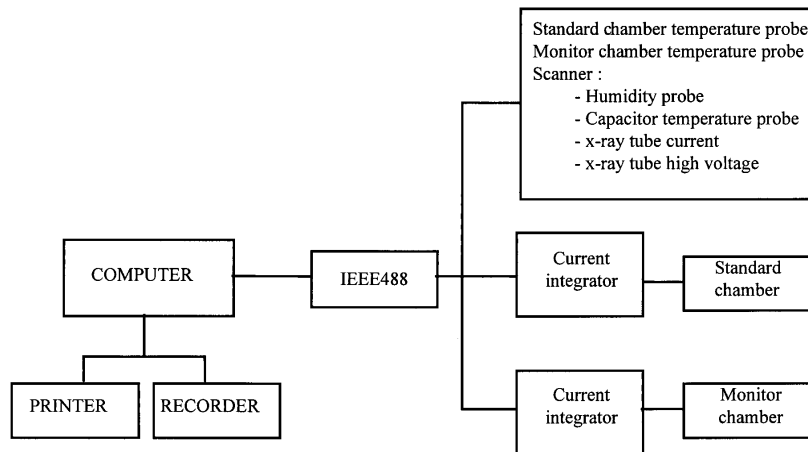 Standard chamber temperature probe
Monitor chamber temperature probe
Scanner :
- Humidity probe
- Capacitor temperature probe
- x-ray tube current
- x-ray tube high voltage
COMPUTER
IEEE488
Current
integrator
Standard
chamber
PRINTER
RECORDER
Current
integrator
Monitor
chamber